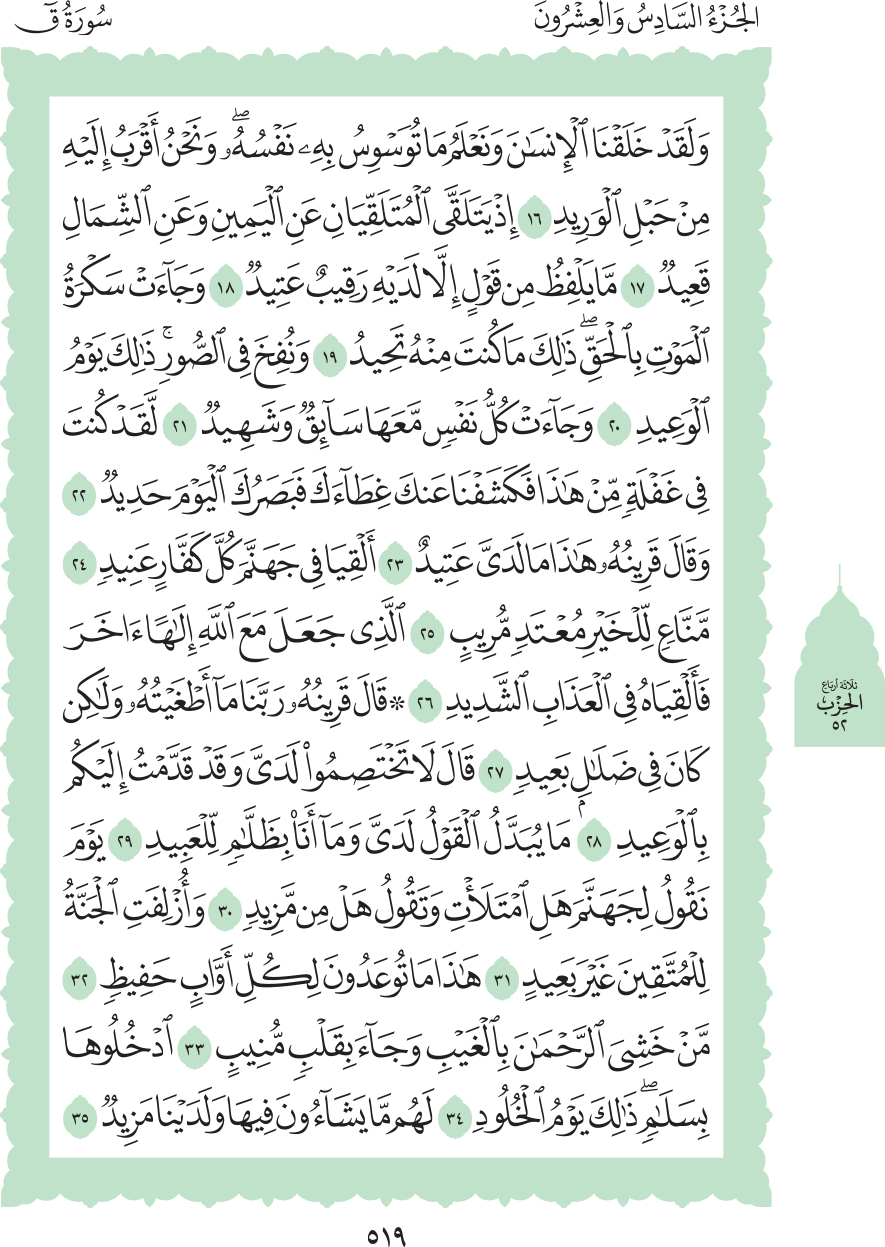 الجُزْءُ السَّادِسُ وَالعِشْرُونَ
سُورَةُ قٓ
وَلَقَدۡ خَلَقۡنَا ٱلۡإِنسَٰنَ وَنَعۡلَمُ مَا تُوَسۡوِسُ بِهِۦ نَفۡسُهُۥۖ وَنَحۡنُ أَقۡرَبُ إِلَيۡهِ
مِنۡ حَبۡلِ ٱلۡوَرِيدِ ١٦ إِذۡ يَتَلَقَّى ٱلۡمُتَلَقِّيَانِ عَنِ ٱلۡيَمِينِ وَعَنِ ٱلشِّمَالِ
قَعِيدٞ ١٧ مَّا يَلۡفِظُ مِن قَوۡلٍ إِلَّا لَدَيۡهِ رَقِيبٌ عَتِيدٞ ١٨ وَجَآءَتۡ سَكۡرَةُ
ٱلۡمَوۡتِ بِٱلۡحَقِّۖ ذَٰلِكَ مَا كُنتَ مِنۡهُ تَحِيدُ ١٩ وَنُفِخَ فِي ٱلصُّورِۚ ذَٰلِكَ يَوۡمُ
ٱلۡوَعِيدِ ٢٠ وَجَآءَتۡ كُلُّ نَفۡسٖ مَّعَهَا سَآئِقٞ وَشَهِيدٞ ٢١ لَّقَدۡ كُنتَ
فِي غَفۡلَةٖ مِّنۡ هَٰذَا فَكَشَفۡنَا عَنكَ غِطَآءَكَ فَبَصَرُكَ ٱلۡيَوۡمَ حَدِيدٞ ٢٢
وَقَالَ قَرِينُهُۥ هَٰذَا مَا لَدَيَّ عَتِيدٌ ٢٣ أَلۡقِيَا فِي جَهَنَّمَ كُلَّ كَفَّارٍ عَنِيدٖ ٢٤
مَّنَّاعٖ لِّلۡخَيۡرِ مُعۡتَدٖ مُّرِيبٍ ٢٥ ٱلَّذِي جَعَلَ مَعَ ٱللَّهِ إِلَٰهًا ءَاخَرَ
فَأَلۡقِيَاهُ فِي ٱلۡعَذَابِ ٱلشَّدِيدِ ٢٦ ۞ قَالَ قَرِينُهُۥ رَبَّنَا مَآ أَطۡغَيۡتُهُۥ وَلَٰكِن
كَانَ فِي ضَلَٰلِۭ بَعِيدٖ ٢٧ قَالَ لَا تَخۡتَصِمُواْ لَدَيَّ وَقَدۡ قَدَّمۡتُ إِلَيۡكُم
بِٱلۡوَعِيدِ ٢٨ مَا يُبَدَّلُ ٱلۡقَوۡلُ لَدَيَّ وَمَآ أَنَا۠ بِظَلَّٰمٖ لِّلۡعَبِيدِ ٢٩ يَوۡمَ
نَقُولُ لِجَهَنَّمَ هَلِ ٱمۡتَلَأۡتِ وَتَقُولُ هَلۡ مِن مَّزِيدٖ ٣٠ وَأُزۡلِفَتِ ٱلۡجَنَّةُ
لِلۡمُتَّقِينَ غَيۡرَ بَعِيدٍ ٣١ هَٰذَا مَا تُوعَدُونَ لِكُلِّ أَوَّابٍ حَفِيظٖ ٣٢
مَّنۡ خَشِيَ ٱلرَّحۡمَٰنَ بِٱلۡغَيۡبِ وَجَآءَ بِقَلۡبٖ مُّنِيبٍ ٣٣ ٱدۡخُلُوهَا
بِسَلَٰمٖۖ ذَٰلِكَ يَوۡمُ ٱلۡخُلُودِ ٣٤ لَهُم مَّا يَشَآءُونَ فِيهَا وَلَدَيۡنَا مَزِيدٞ ٣٥
ثَلَاثَةُ أَرْبَاعِ
الحِزْبِ
٥٢
٥١٩